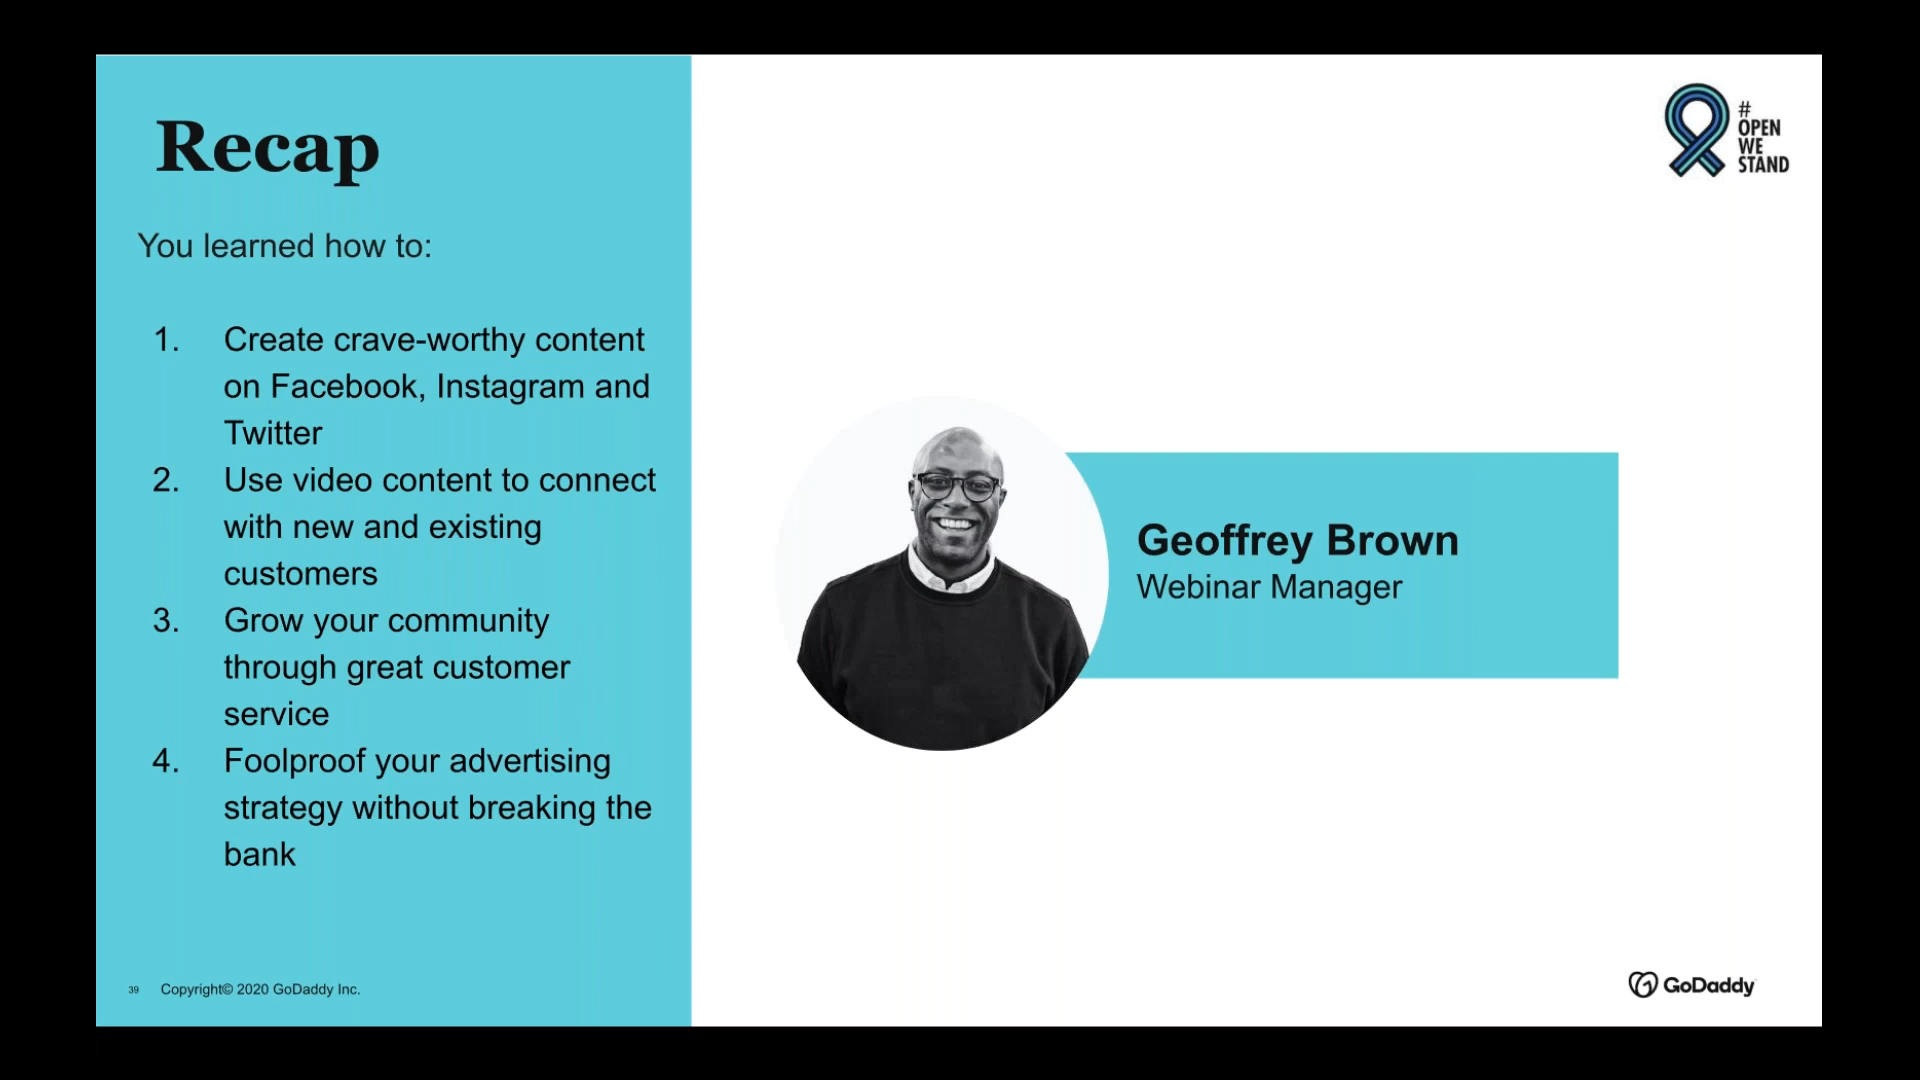 Recap
You learned how to:
1. Create crave-worthy content
on Facebook, Instagram and
Twitter
2. Use video content to connect
with new and existing
customers
3. Grow your community
through great customer
service
4. Foolproof your advertising
strategy without breaking the
bank
39 Copyright© 2020 GoDaddy Inc.
#
OPEN
WE
STAND
Geoffrey Brown
Webinar Manager
GoDaddy